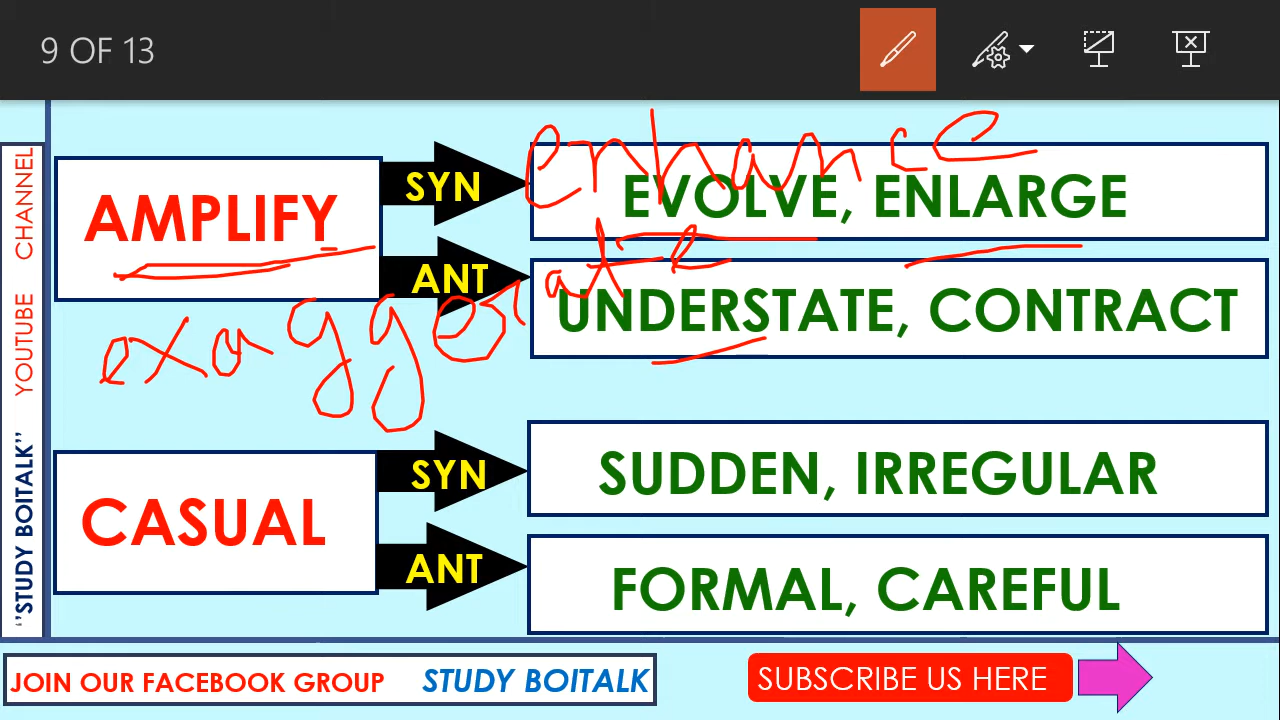 9 OF 13
YOUTUBE CHANNEL
"STUDY BOITALK"
AMPLIFY
SYN
enhance
EVOLVE, ENLARGE
ANT
UNDERSTATE, CONTRACT
exaggerate
CASUAL
SYN
SUDDEN, IRREGULAR
ANT
FORMAL, CAREFUL
JOIN OUR FACEBOOK GROUP STUDY BOITALK
SUBSCRIBE US HERE